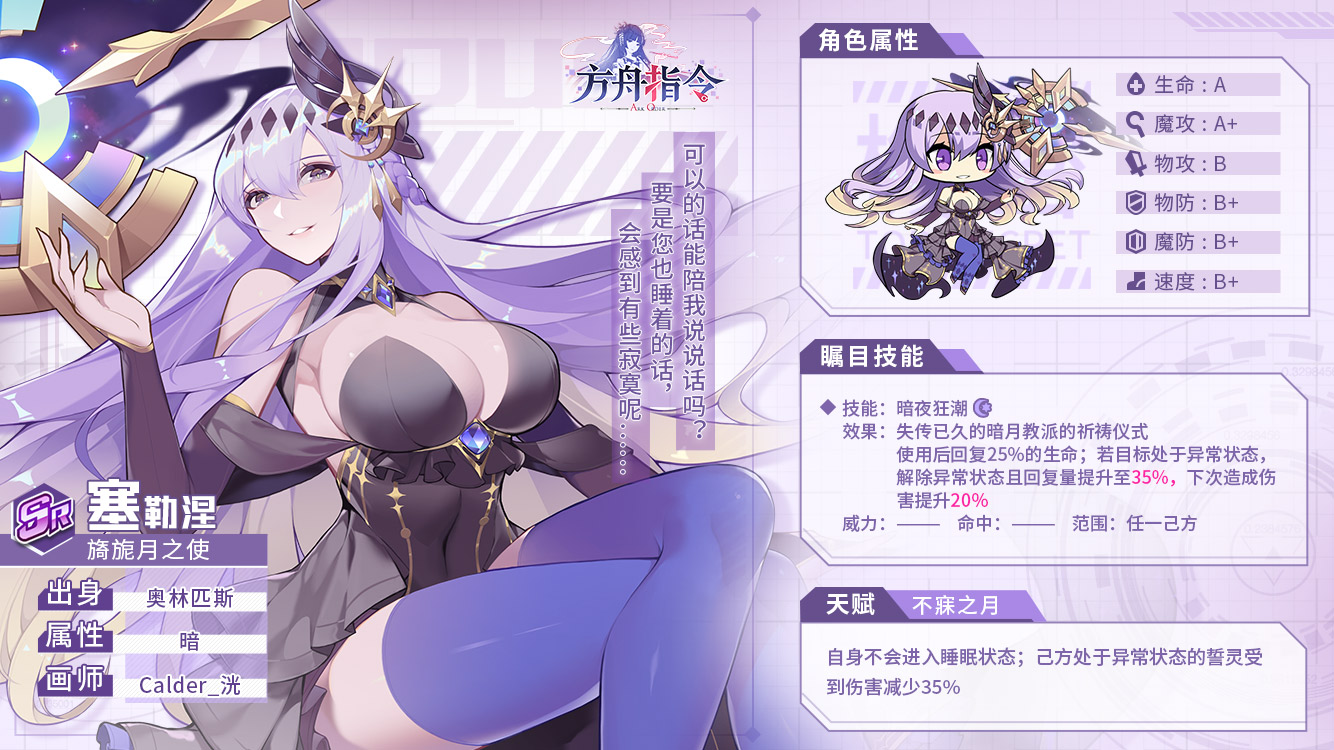 方舟指令
ARK ORDER
可以的话能陪我说说话吗？
要是您也睡着的话，
会感到有些寂寞呢……
SR
塞勒涅
旖旎月之使
出身 奥林匹斯
属性 暗
画师 Calder_洸
角色属性
生命：A
魔攻：A+
物攻：B
物防：B+
魔防：B+
速度：B+
瞩目技能
技能：暗夜狂潮
效果：失传已久的暗月教派的祈祷仪式
使用后回复25%的生命；若目标处于异常状态，
解除异常状态且回复量提升至35%，下次造成伤
害提升20%
威力：—— 命中：—— 范围：任一己方
天赋 不寐之月
自身不会进入睡眠状态；己方处于异常状态的誓灵受
到伤害减少35%